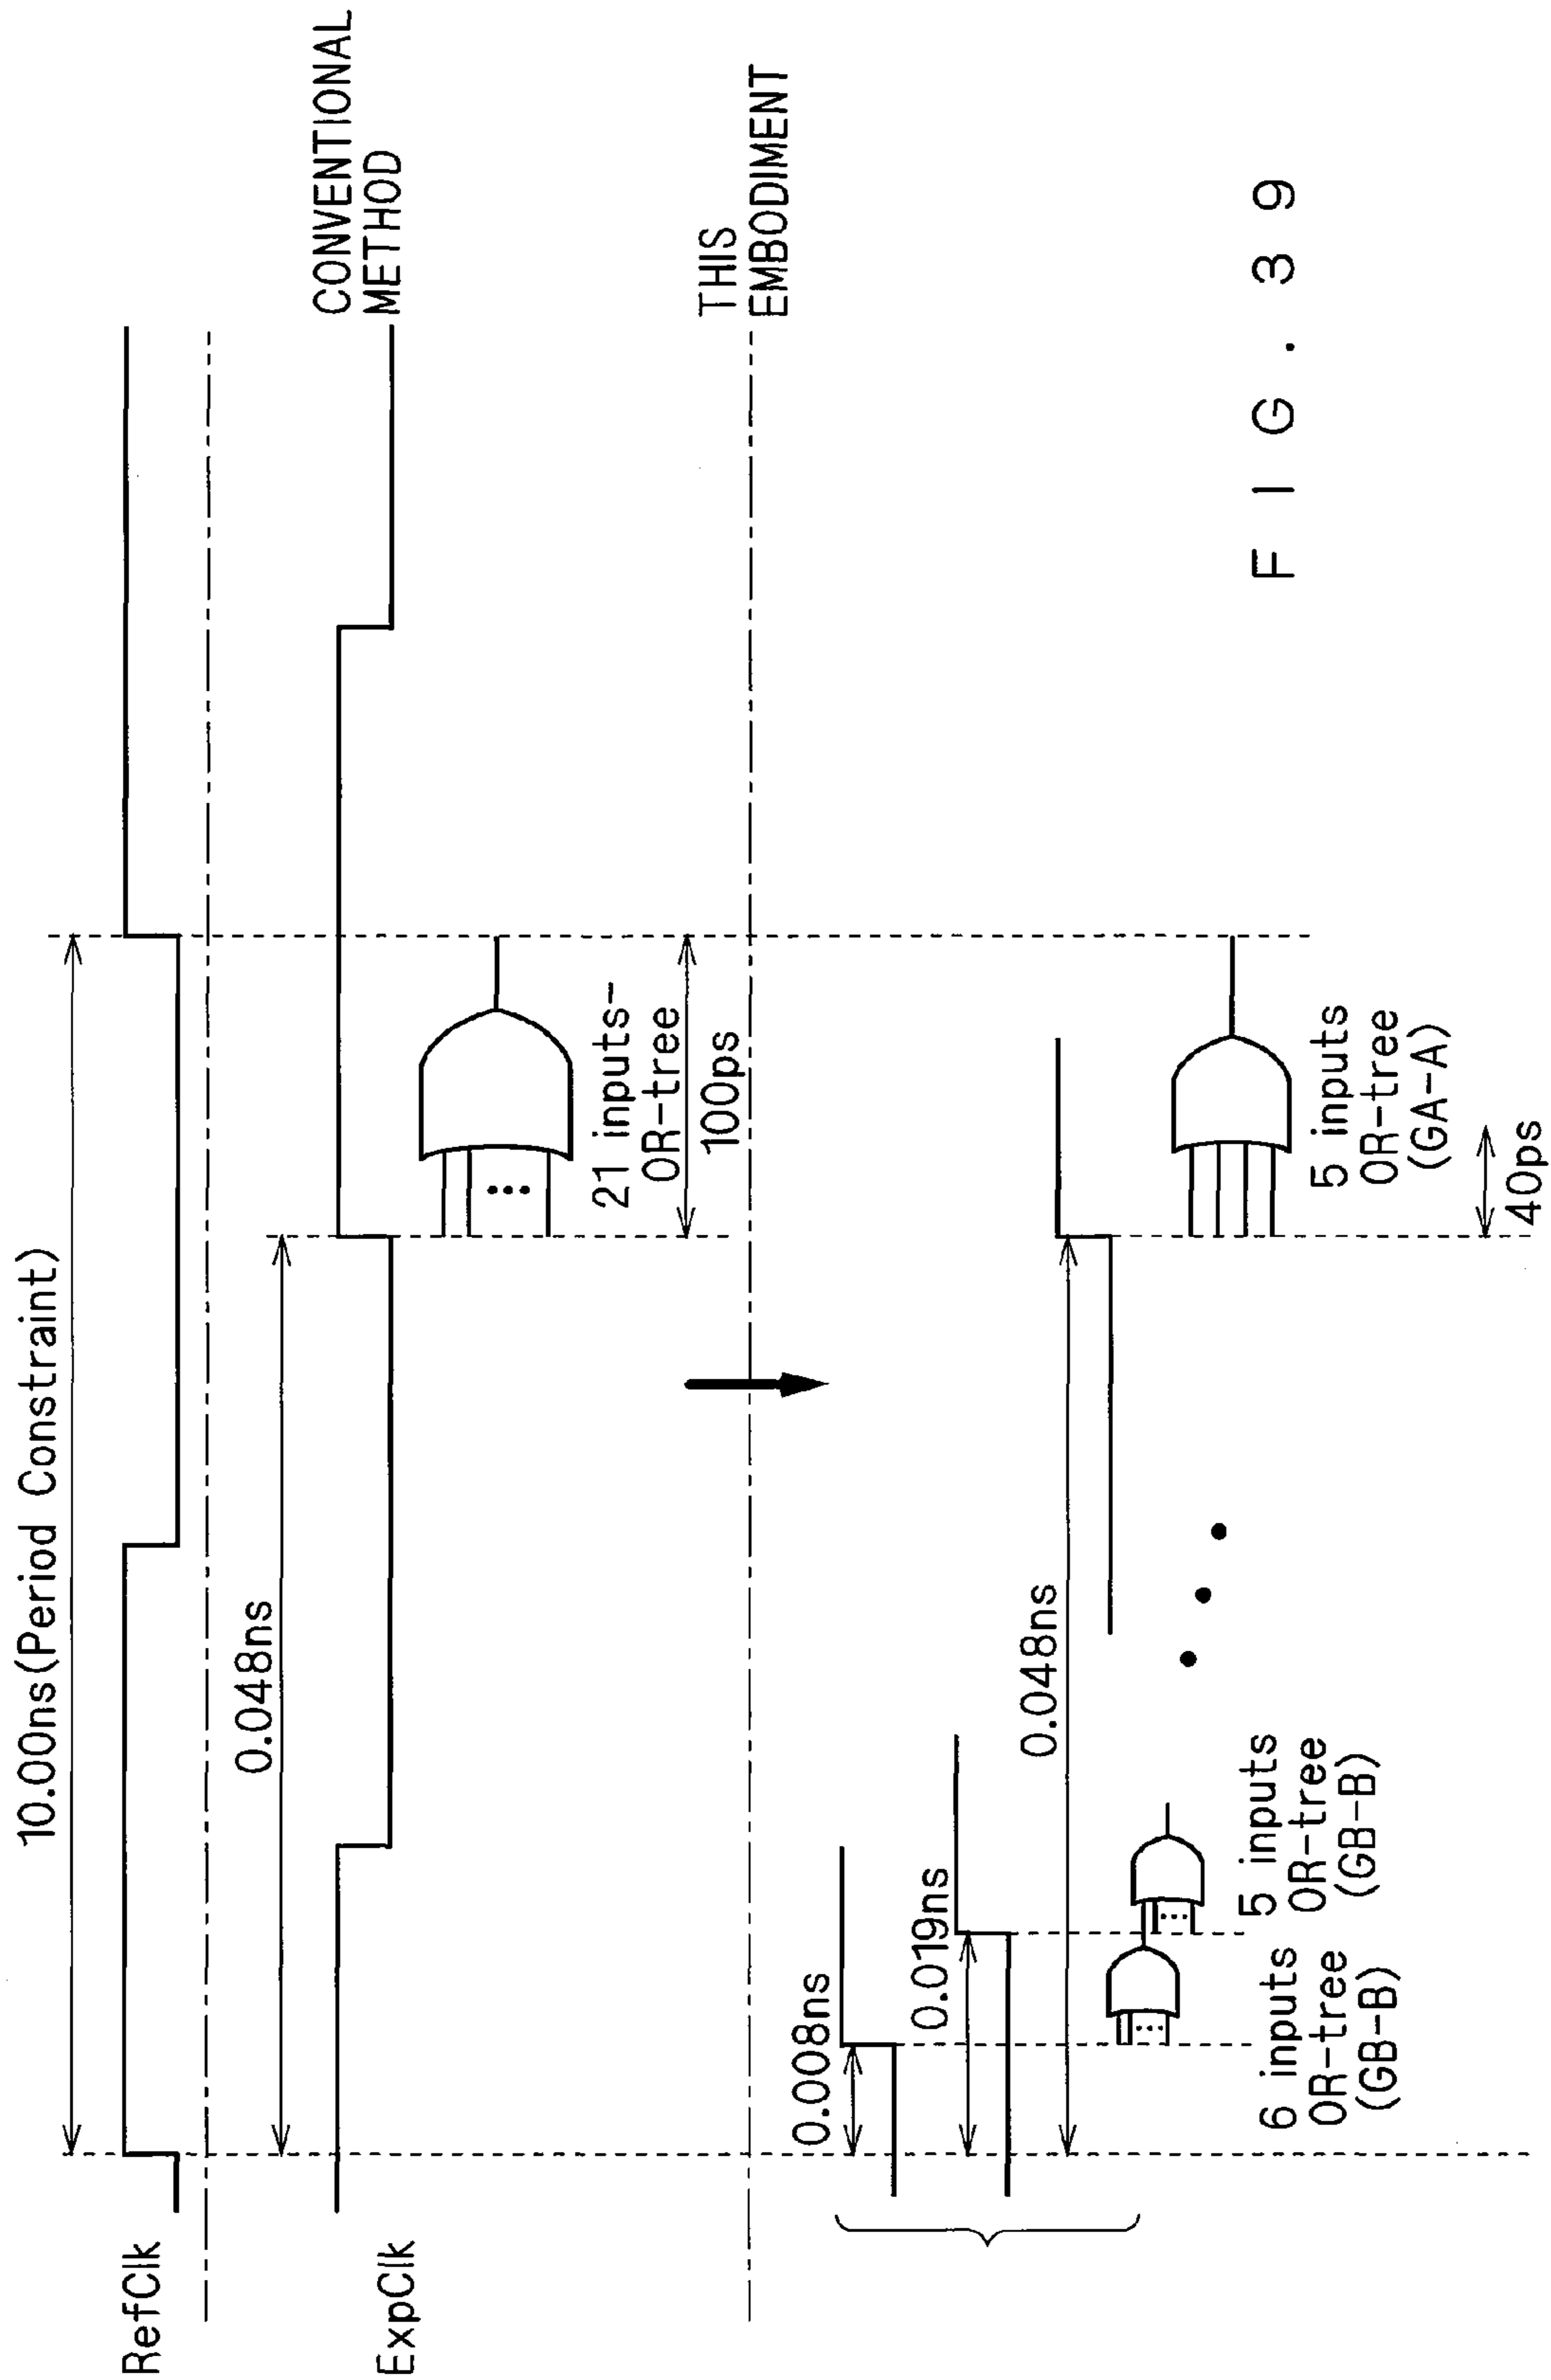 RefClk
10.00ns(Period Constraint)
ExpClk
0.048ns
CONVENTIONAL
METHOD
21 inputs-
OR-tree
100ps
THIS
EMBODIMENT
0.008ns
0.019ns
0.048ns
6 inputs
OR-tree
(GB-B)
5 inputs
OR-tree
(GB-B)
5 inputs
OR-tree
(GA-A)
40ps
FIG. 39